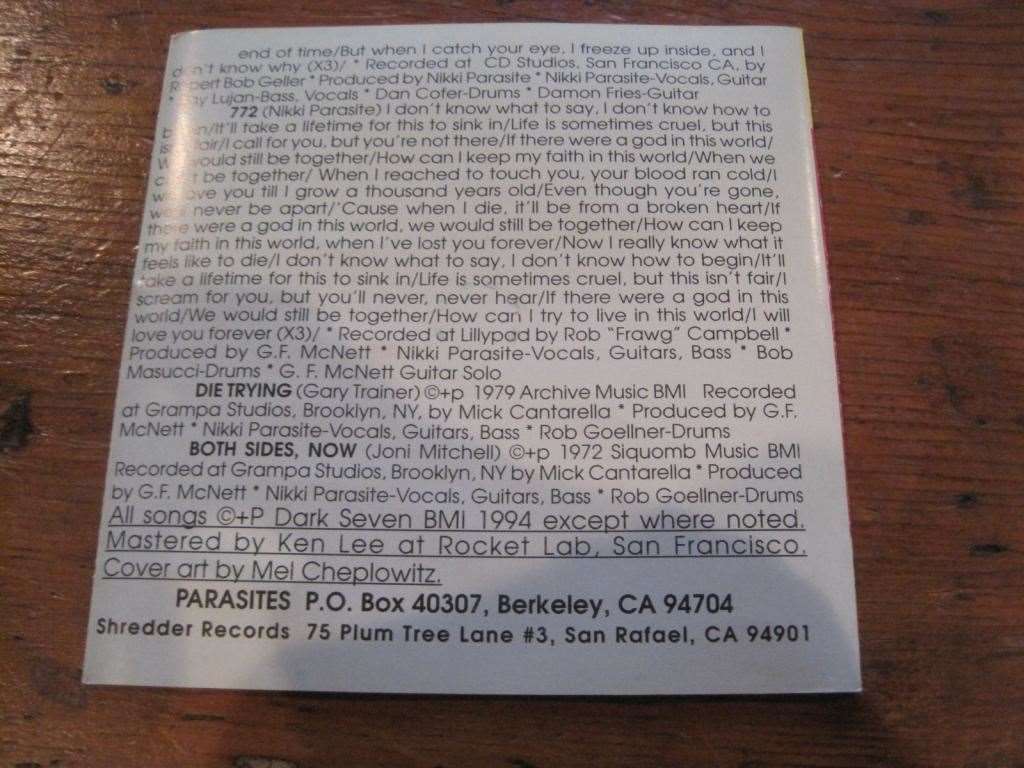 end of time/But when I catch your eye, I freeze up inside, and I
don't know why (X3)/ * Recorded at CD Studios, San Francisco CA, by
Robert Bob Geller * Produced by Nikki Parasite * Nikki Parasite-Vocals, Guitar
* Ray Lujan-Bass, Vocals * Dan Cofer-Drums * Damon Fries-Guitar
772 (Nikki Parasite) I don't know what to say, I don't know how to
begin/It'll take a lifetime for this to sink in/Life is sometimes cruel, but this
isn't fair/I call for you, but you're not there/If there were a god in this world/
We would still be together/How can I keep my faith in this world/When we
can't be together/ When I reached to touch you, your blood ran cold/I
will love you till I grow a thousand years old/Even though you're gone,
we'll never be apart/'Cause when I die, it'll be from a broken heart/If
there were a god in this world, we would still be together/How can I keep
my faith in this world, when I've lost you forever/Now I really know what it
feels like to die/I don't know what to say, I don't know how to begin/It'll
take a lifetime for this to sink in/Life is sometimes cruel, but this isn't fair/I
scream for you, but you'll never, never hear/If there were a god in this
world/We would still be together/How can I try to live in this world/I will
love you forever (X3)/ * Recorded at Lillypad by Rob "Frawg" Campbell *
Produced by G.F. McNett * Nikki Parasite-Vocals, Guitars, Bass * Bob
Masucci-Drums * G. F. McNett Guitar Solo
DIE TRYING (Gary Trainer) ©+p 1979 Archive Music BMI Recorded
at Grampa Studios, Brooklyn, NY, by Mick Cantarella * Produced by G.F.
McNett * Nikki Parasite-Vocals, Guitars, Bass * Rob Goellner-Drums
BOTH SIDES, NOW (Joni Mitchell) ©+p 1972 Siquomb Music BMI
Recorded at Grampa Studios, Brooklyn, NY by Mick Cantarella * Produced
by G.F. McNett * Nikki Parasite-Vocals, Guitars, Bass * Rob Goellner-Drums
All songs ©+P Dark Seven BMI 1994 except where noted.
Mastered by Ken Lee at Rocket Lab, San Francisco.
Cover art by Mel Cheplowitz.
PARASITES P.O. Box 40307, Berkeley, CA 94704
Shredder Records 75 Plum Tree Lane #3, San Rafael, CA 94901